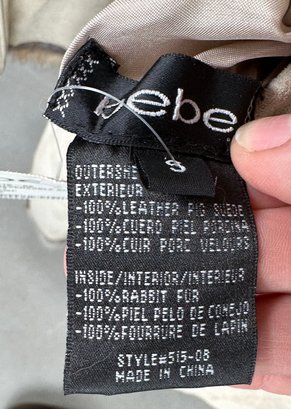 bebe
S
OUTERSHE
EXTERIEUR
-100%LEATHER PIG SUEDE
-100%CUERO PIEL PORCINA
-100%CUIR PORC VELOURS
INSIDE/INTERIOR/INTERIEUR
-100%RABBIT FUR
-100%PIEL PELO DE CONEJO
-100%FOURRURE DE LAPIN
STYLE#515-08
MADE IN CHINA